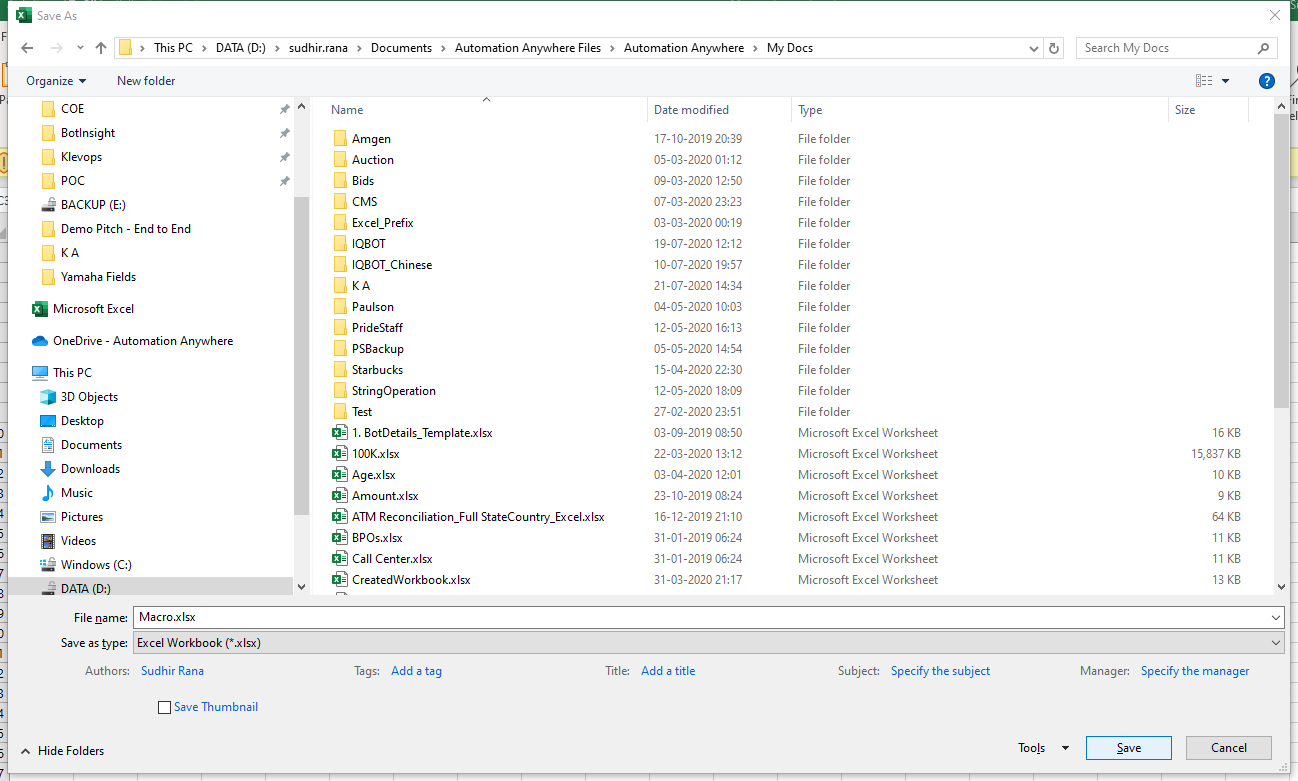 Save As
This PC > DATA (D:) > sudhir.rana > Documents > Automation Anywhere Files > Automation Anywhere > My Docs
Search My Docs
Organize
New folder
COE
BotInsight
Klevops
POC
BACKUP (E:)
Demo Pitch - End to End
K A
Yamaha Fields
Microsoft Excel
OneDrive - Automation Anywhere
This PC
3D Objects
Desktop
Documents
Downloads
Music
Pictures
Videos
Windows (C:)
DATA (D:)
Name Date modified Type Size
Amgen 17-10-2019 20:39 File folder
Auction 05-03-2020 01:12 File folder
Bids 09-03-2020 12:50 File folder
CMS 07-03-2020 23:23 File folder
Excel_Prefix 03-03-2020 00:19 File folder
IQBOT 19-07-2020 12:12 File folder
IQBOT_Chinese 10-07-2020 19:57 File folder
K A 21-07-2020 14:34 File folder
Paulson 04-05-2020 10:03 File folder
PrideStaff 12-05-2020 16:13 File folder
PSBackup 05-05-2020 14:54 File folder
Starbucks 15-04-2020 22:30 File folder
StringOperation 12-05-2020 18:09 File folder
Test 27-02-2020 23:51 File folder
1. BotDetails_Template.xlsx 03-09-2019 08:50 Microsoft Excel Worksheet 16 KB
100K.xlsx 22-03-2020 13:12 Microsoft Excel Worksheet 15,837 KB
Age.xlsx 03-04-2020 12:01 Microsoft Excel Worksheet 10 KB
Amount.xlsx 23-10-2019 08:24 Microsoft Excel Worksheet 9 KB
ATM Reconciliation_Full StateCountry_Excel.xlsx 16-12-2019 21:10 Microsoft Excel Worksheet 64 KB
BPOs.xlsx 31-01-2019 06:24 Microsoft Excel Worksheet 11 KB
Call Center.xlsx 31-01-2019 06:24 Microsoft Excel Worksheet 11 KB
CreatedWorkbook.xlsx 31-03-2020 21:17 Microsoft Excel Worksheet 13 KB
File name: Macro.xlsx
Save as type: Excel Workbook (*.xlsx)
Authors: Sudhir Rana Tags: Add a tag Title: Add a title Subject: Specify the subject Manager: Specify the manager
Save Thumbnail
Hide Folders
Tools
Save
Cancel